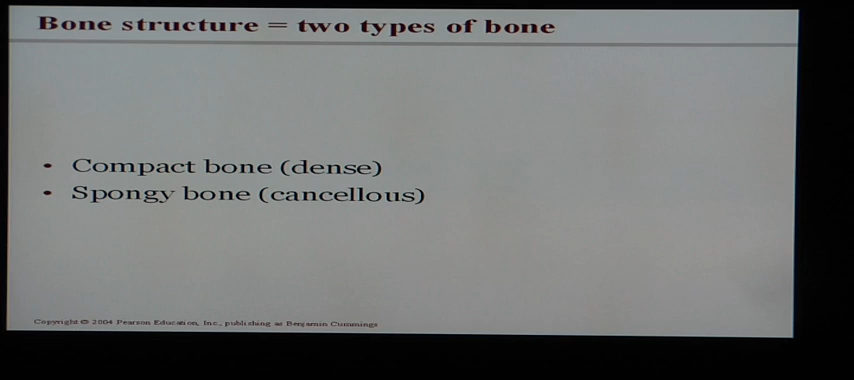 Bone structure = two types of bone
• Compact bone (dense)
• Spongy bone (cancellous)
Copyright © 2004 Pearson Education, Inc., publishing as Benjamin Cummings